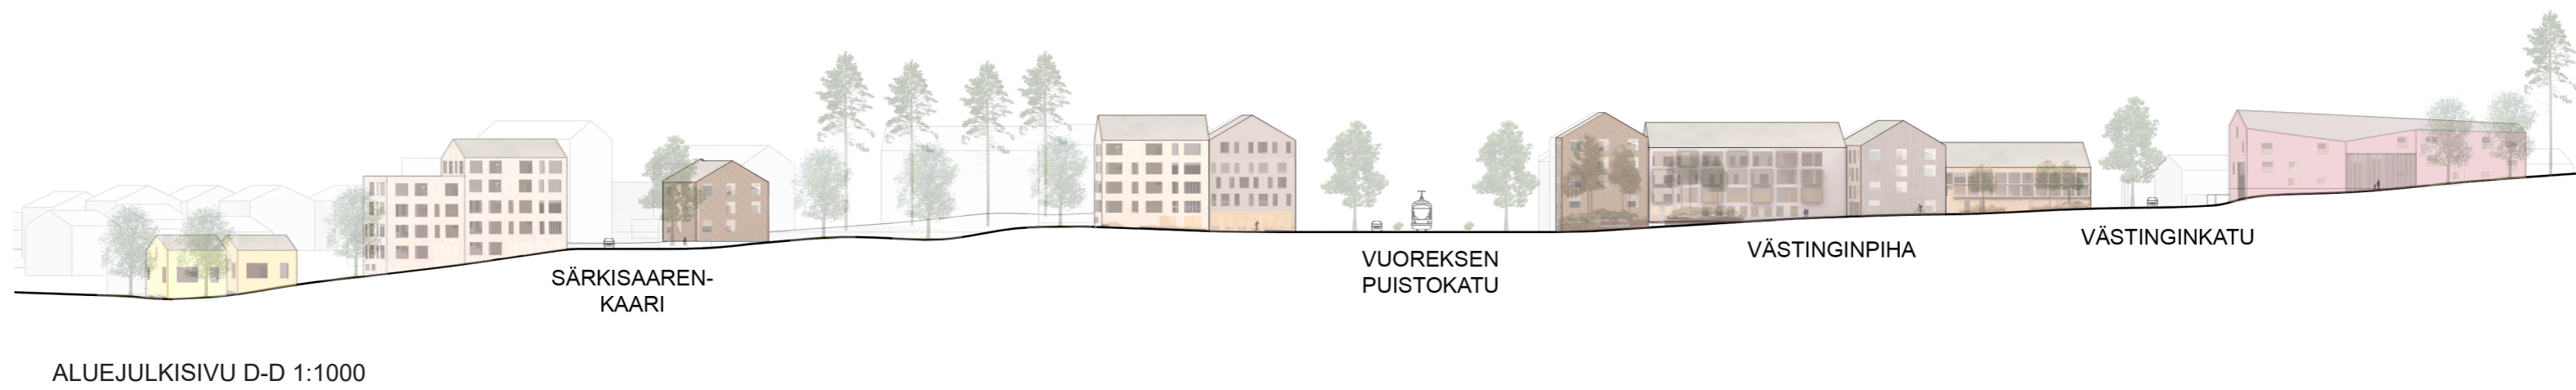 SÄRKISAAREN-
KAARI
VUOREKSEN
PUISTOKATU
VÄSTINGINPIHA
VÄSTINGINKATU
ALUEJULKISIVU D-D 1:1000